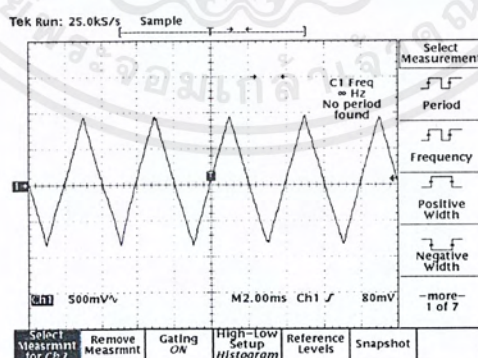 Tek Run: 25.0kS/s Sample
Select
Measurement
C1 Freq
∞ Hz
No period
found
Period
Frequency
Positive
Width
Negative
Width
-more-
1 of 7
T
1
Ch1 500mV M2.00ms Ch1 80mV
Select
Measrmnt
for Ch2
Remove
Measrmnt
Gating
ON
High-Low
Setup
Histogram
Reference
Levels
Snapshot